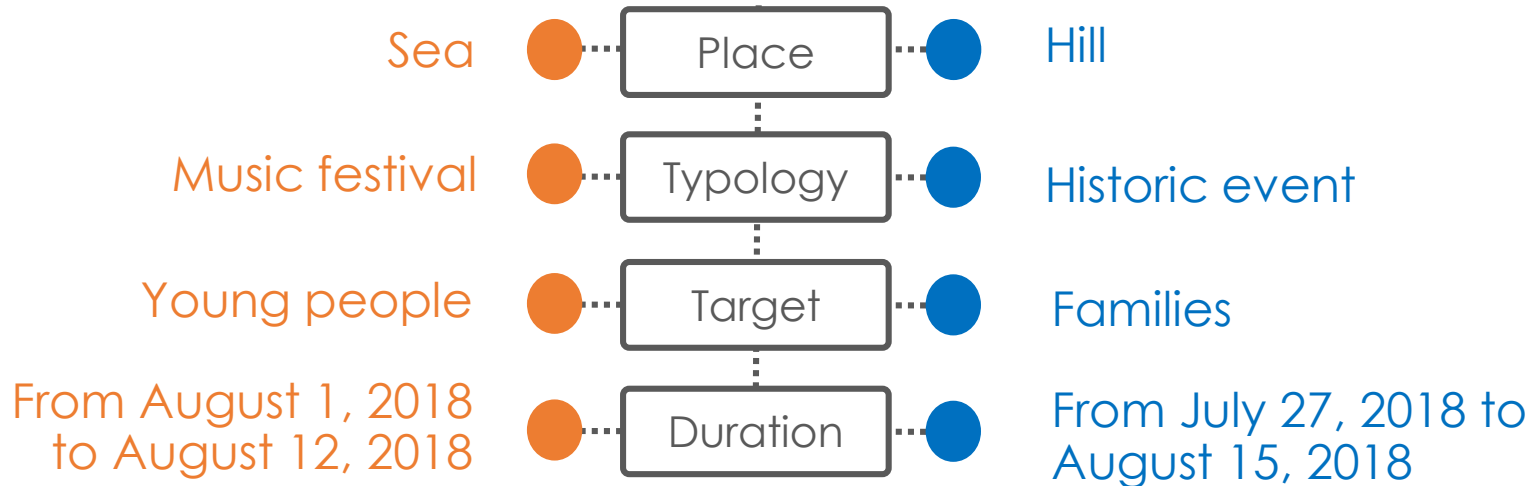 Sea
Place
Hill
Music festival
Typology
Historic event
Young people
Target
Families
From August 1, 2018
to August 12, 2018
Duration
From July 27, 2018 to
August 15, 2018